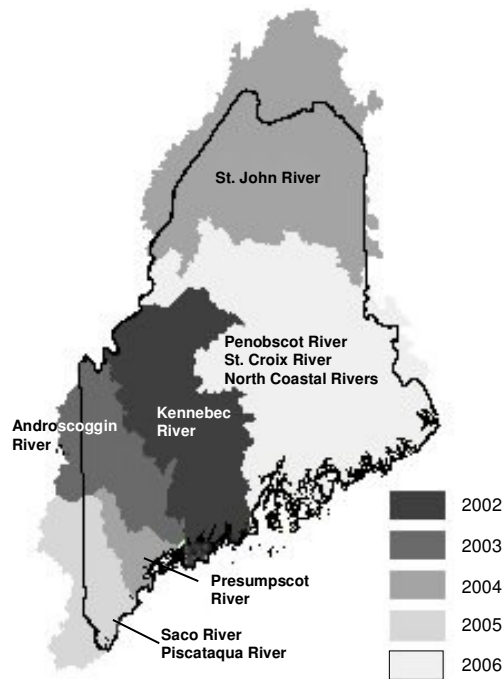 St. John River
Penobscot River
St. Croix River
North Coastal Rivers
Kennebec
River
Androscoggin
River
Presumpscot
River
Saco River
Piscataqua River
2002
2003
2004
2005
2006